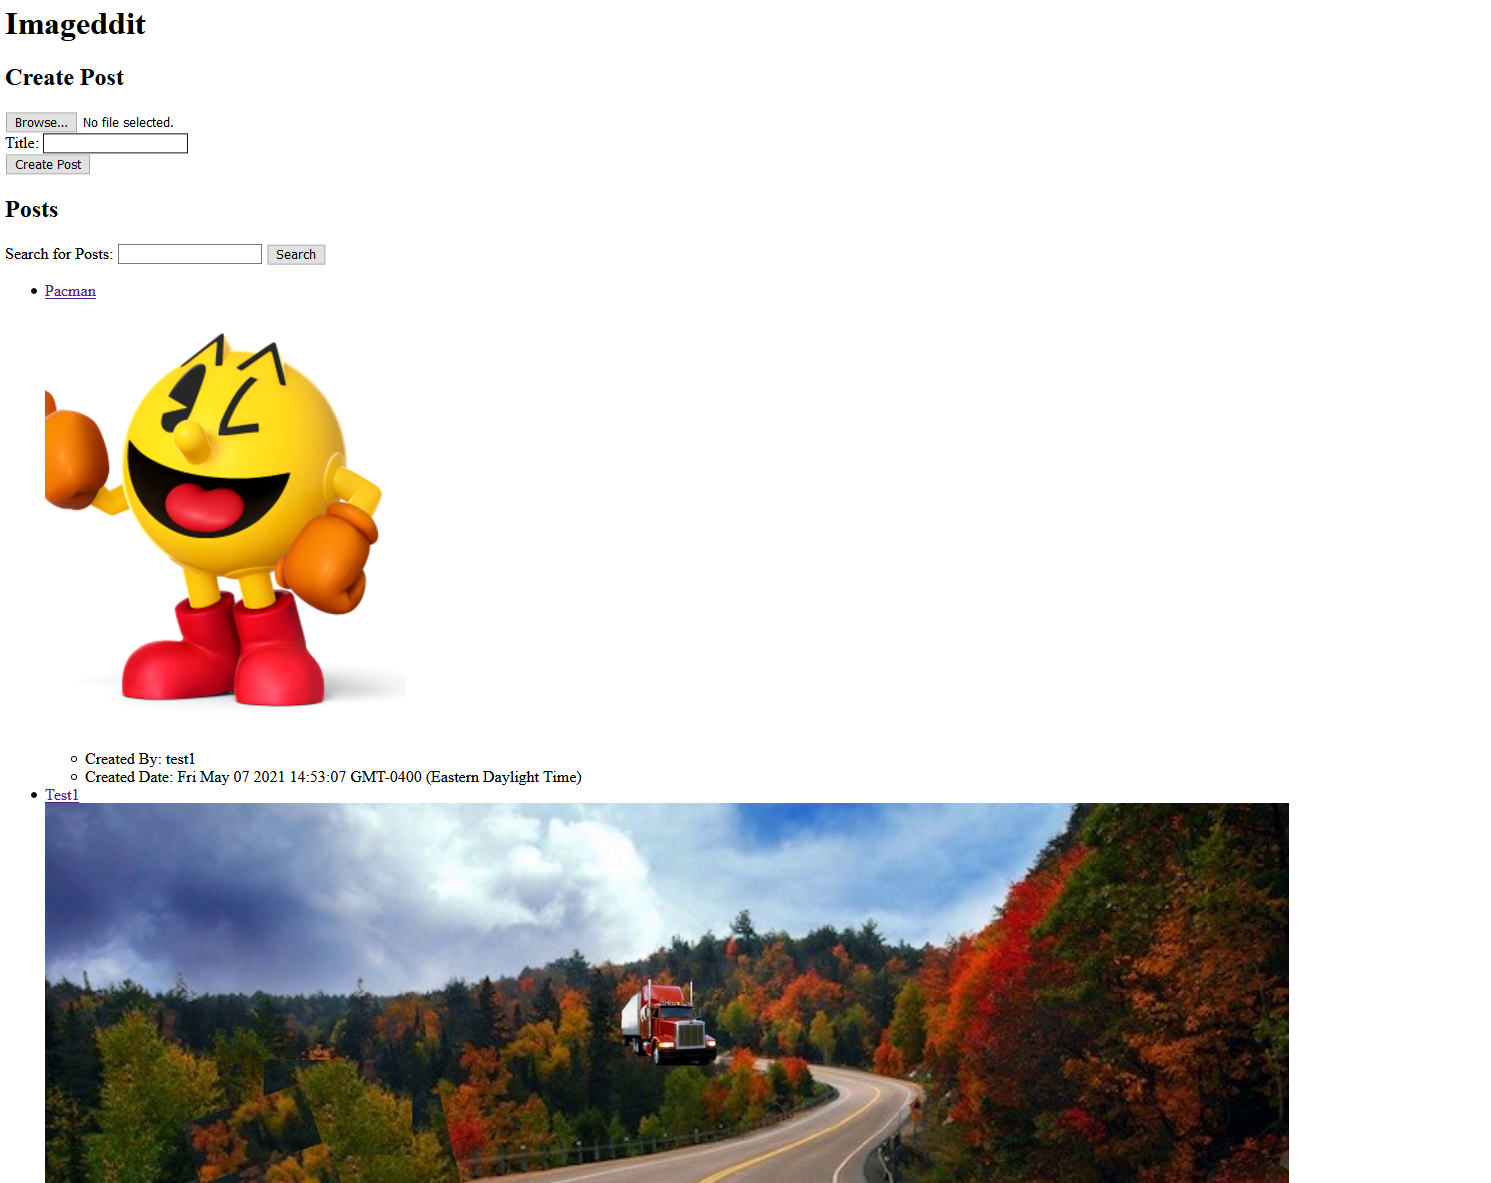 Imageddit
Create Post
Browse... No file selected.
Title:
Create Post
Posts
Search for Posts: Search
Pacman
Created By: test1
Created Date: Fri May 07 2021 14:53:07 GMT-0400 (Eastern Daylight Time)
Test1